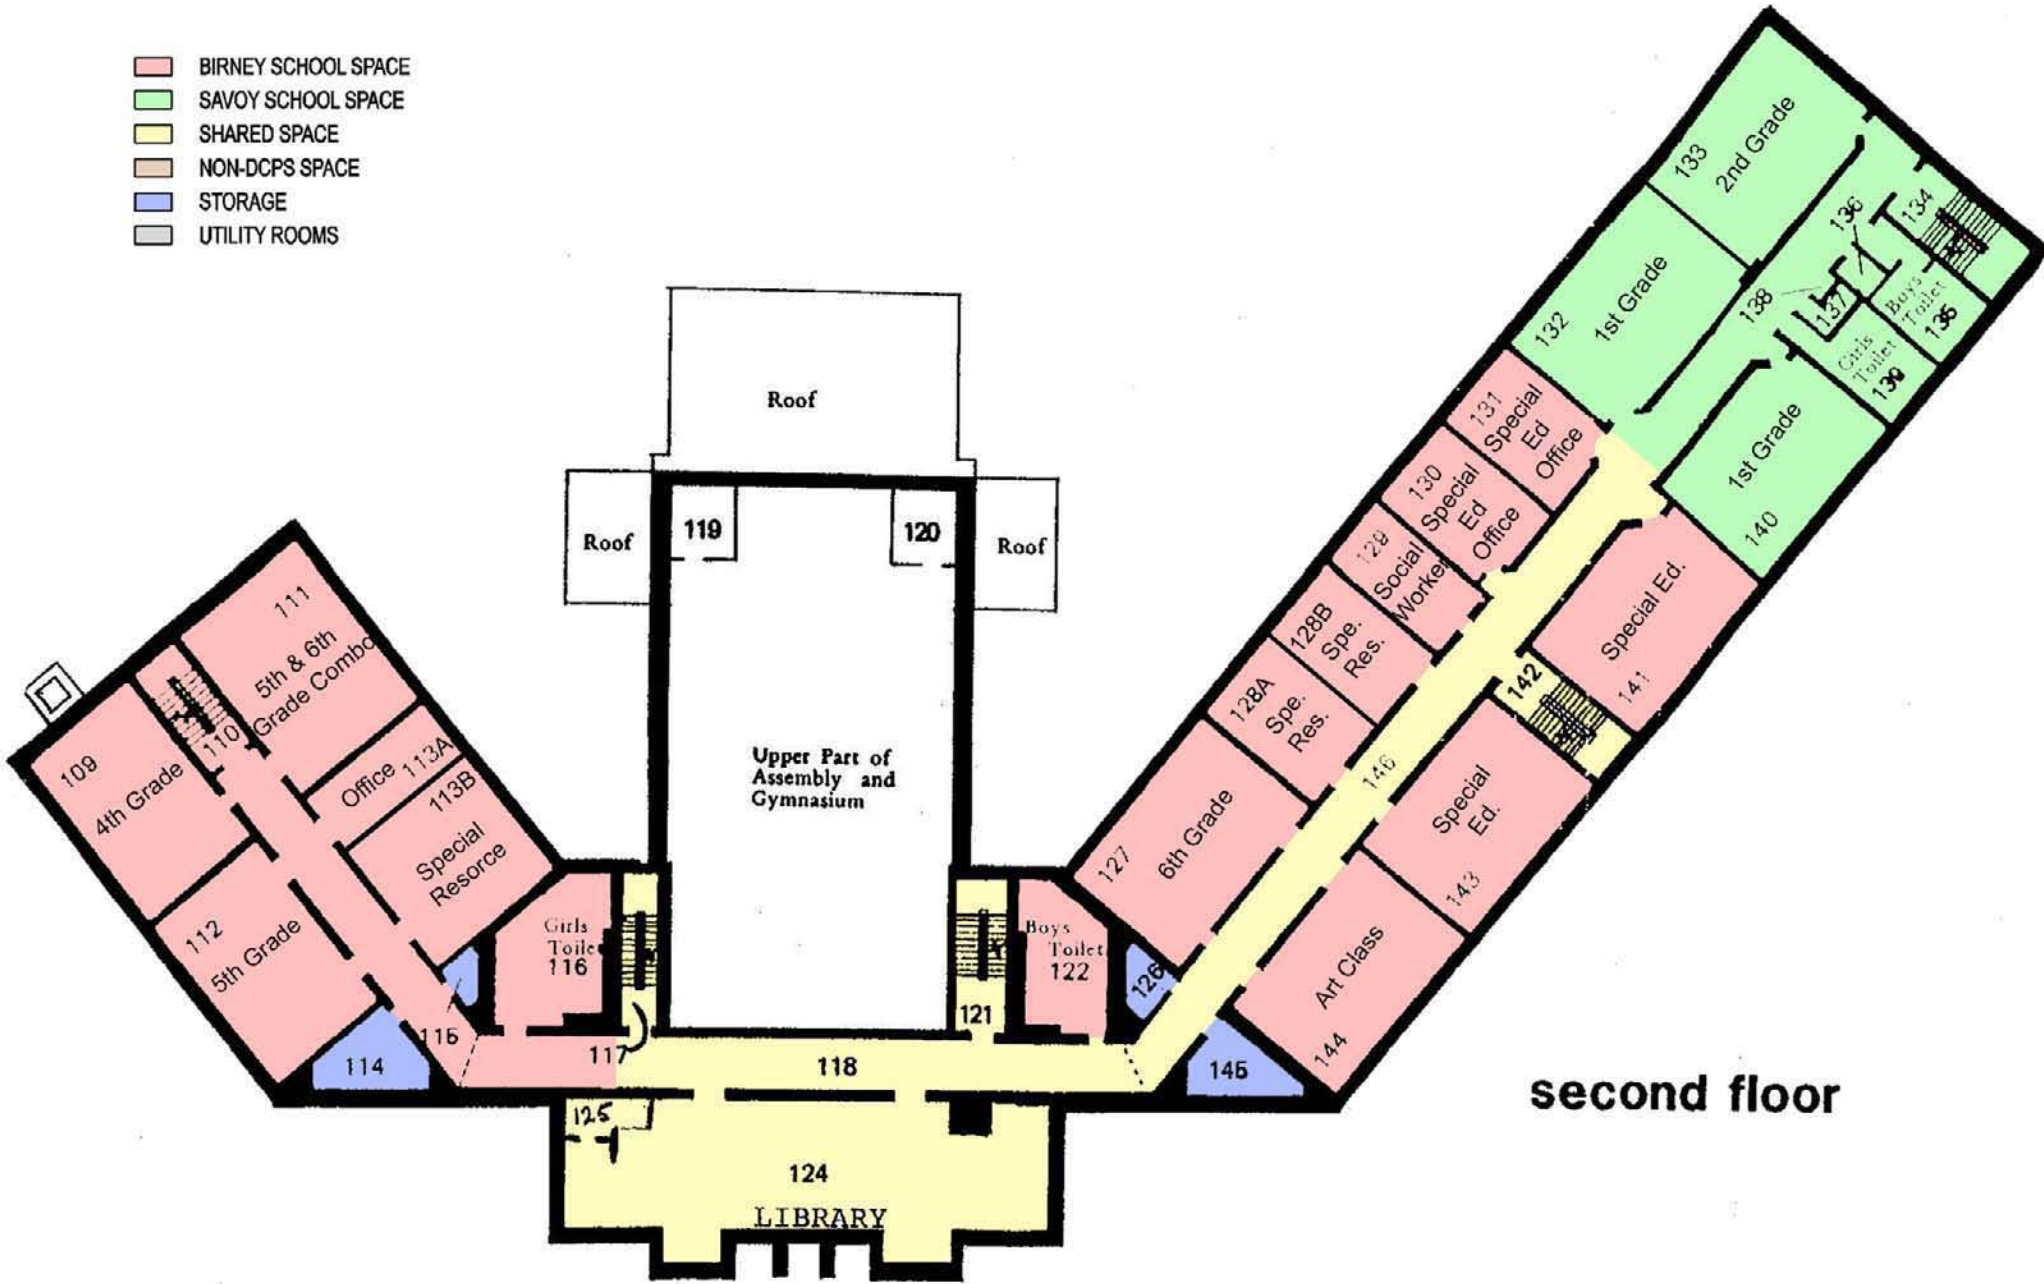 BIRNEY SCHOOL SPACE
SAVOY SCHOOL SPACE
SHARED SPACE
NON-DCPS SPACE
STORAGE
UTILITY ROOMS
133
2nd Grade
134
136
132
1st Grade
138
137
Boys
Toilet
135
Girls
Toilet
139
131
Special
Ed
Office
1st Grade
140
130
Special
Ed
Office
129
Social
Worker
Special Ed.
141
128B
Spe.
Res.
142
128A
Spe.
Res.
146
Special
Ed.
143
127
6th Grade
Art Class
144
Roof
Roof
119
120
Roof
Upper Part of
Assembly and
Gymnasium
111
5th & 6th
Grade Combo
110
109
4th Grade
Office 113A
113B
Special
Resorce
112
5th Grade
Girls
Toile
116
Boys
Toilet
122
126
121
115
117
114
118
145
125
124
LIBRARY
second floor